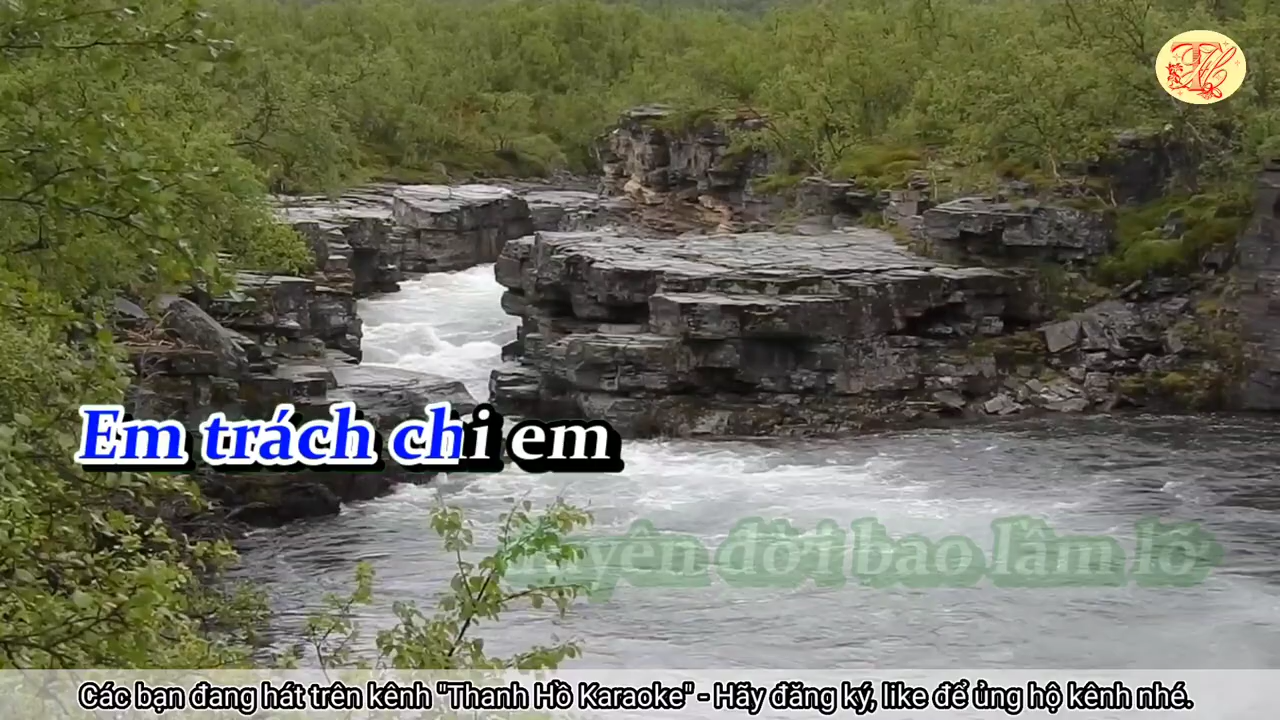 Em trách chi em
đời bao lầm lỡ
Các bạn đang hát trên kênh "Thanh Hồ Karaoke" - Hãy đăng ký, like để ủng hộ kênh nhé.